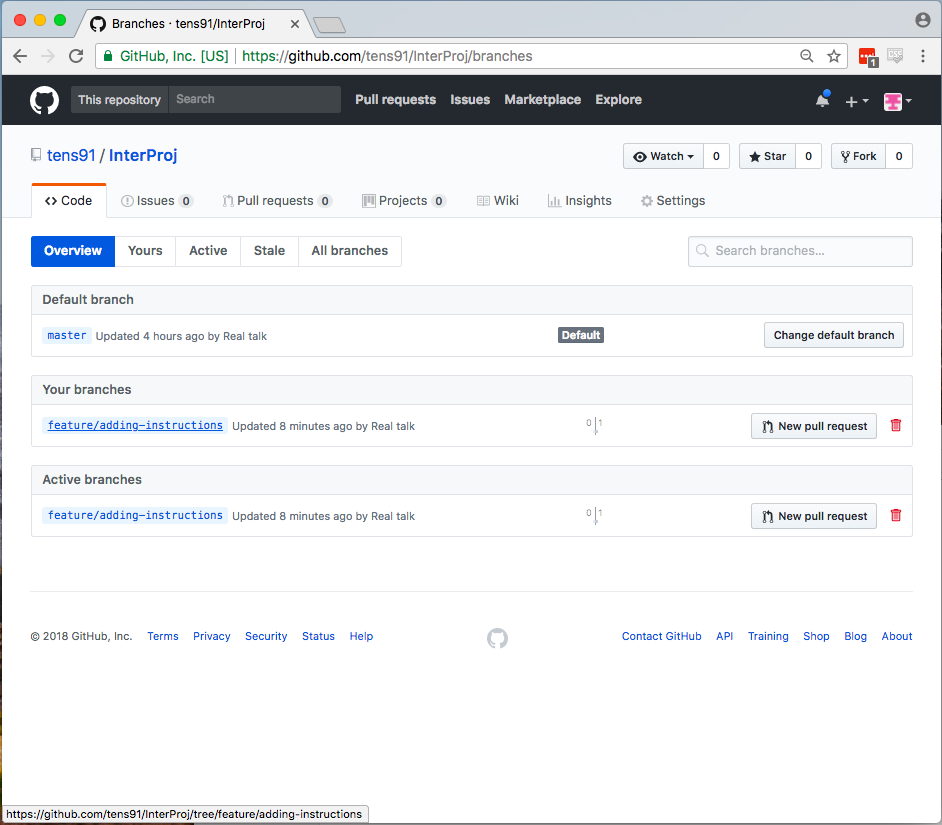 Branches · tens91/InterProj
GitHub, Inc. [US] https://github.com/tens91/InterProj/branches
1
This repository Search Pull requests Issues Marketplace Explore
tens91 / InterProj
Watch 0 Star 0 Fork 0
Code Issues 0 Pull requests 0 Projects 0 Wiki Insights Settings
Overview Yours Active Stale All branches Search branches...
Default branch
master Updated 4 hours ago by Real talk Default Change default branch
Your branches
feature/adding-instructions Updated 8 minutes ago by Real talk 0 1 New pull request
Active branches
feature/adding-instructions Updated 8 minutes ago by Real talk 0 1 New pull request
© 2018 GitHub, Inc. Terms Privacy Security Status Help Contact GitHub API Training Shop Blog About
https://github.com/tens91/InterProj/tree/feature/adding-instructions